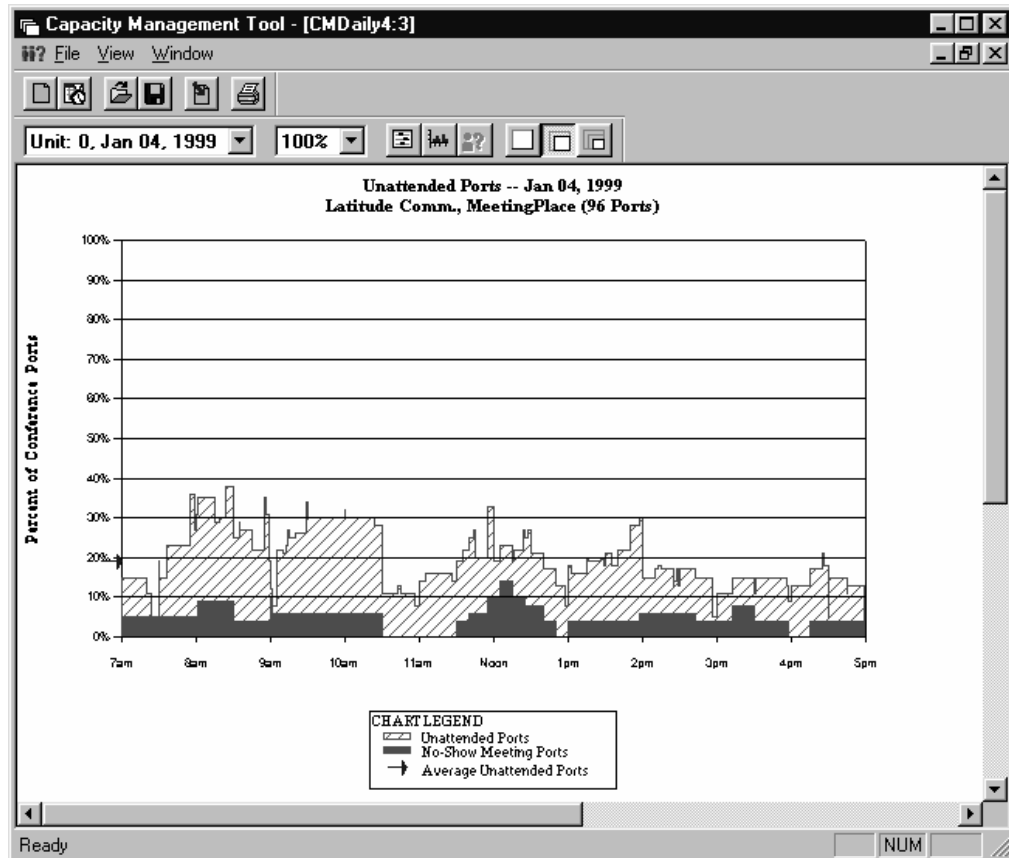 Capacity Management Tool - [CMDaily4:3]
File View Window
Unit: 0, Jan 04, 1999
100%
Unattended Ports -- Jan 04, 1999
Latitude Comm., MeetingPlace (96 Ports)
Percent of Conference Ports
100%
90%
80%
70%
60%
50%
40%
30%
20%
10%
0%
7am 8am 9am 10am 11am Noon 1pm 2pm 3pm 4pm 5pm
CHART LEGEND
Unattended Ports
No-Show Meeting Ports
Average Unattended Ports
Ready
NUM